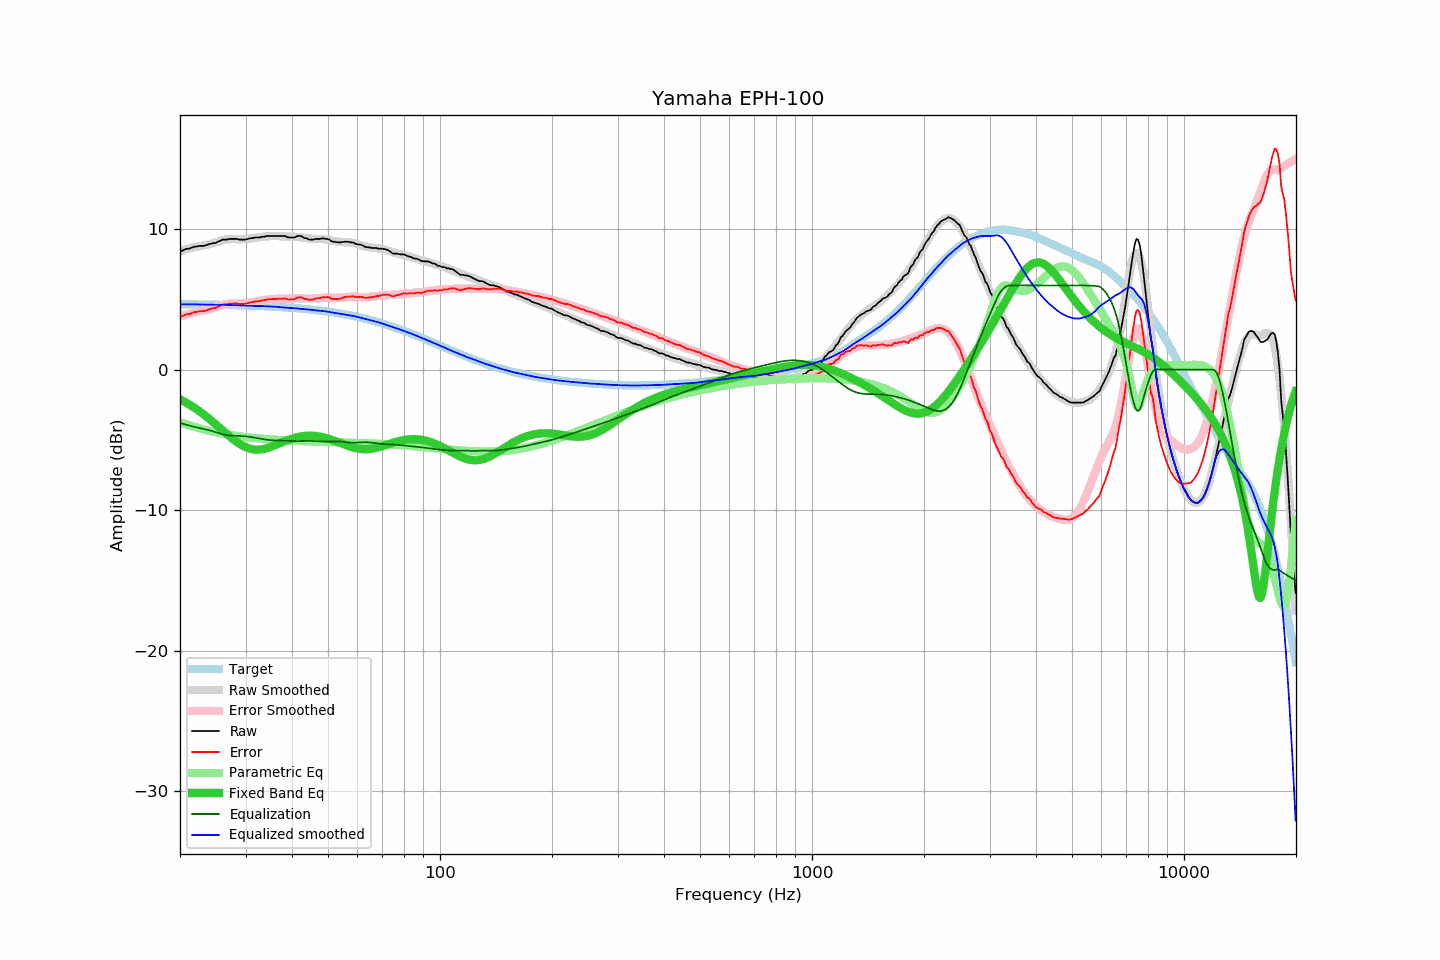 Yamaha EPH-100
Amplitude (dBr)
10
0
−10
−20
−30
Target
Raw Smoothed
Error Smoothed
Raw
Error
Parametric Eq
Fixed Band Eq
Equalization
Equalized smoothed
100
1000
10000
Frequency (Hz)